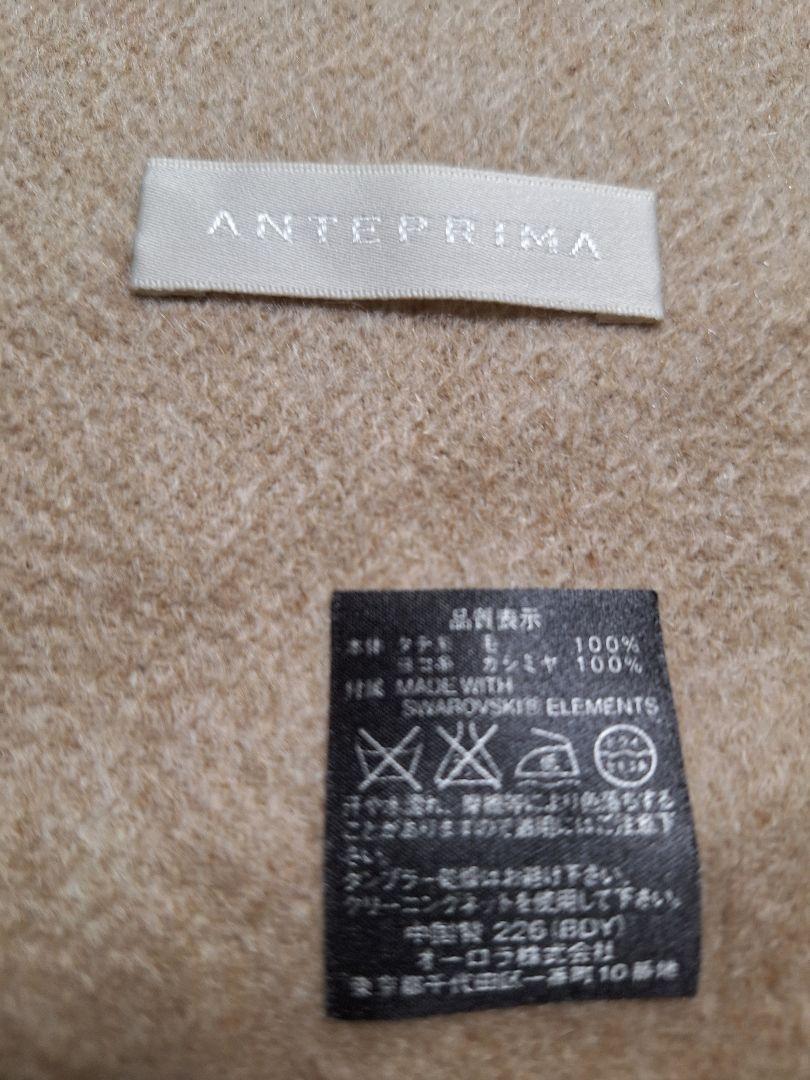 ANTEPRIMA
品質表示
本体 タテ糸 毛 100%
ヨコ糸 カシミヤ 100%
付属 MADE WITH
SWAROVSKI® ELEMENTS
汗や水濡れ、摩擦等により色落ちする
ことがありますので着用にはご注意下
さい。
タンブラー乾燥はお避け下さい。
クリーニングネットを使用して下さい。
中国製 226(BDY)
オーロラ株式会社
東京都千代田区一番町10番地